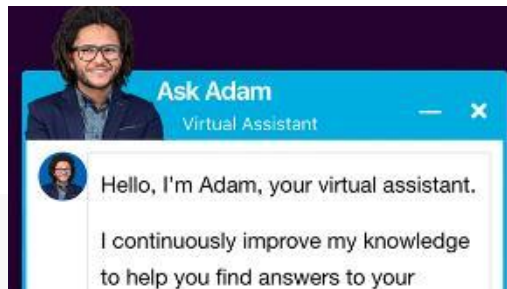 Ask Adam
Virtual Assistant
Hello, I'm Adam, your virtual assistant.
I continuously improve my knowledge
to help you find answers to your